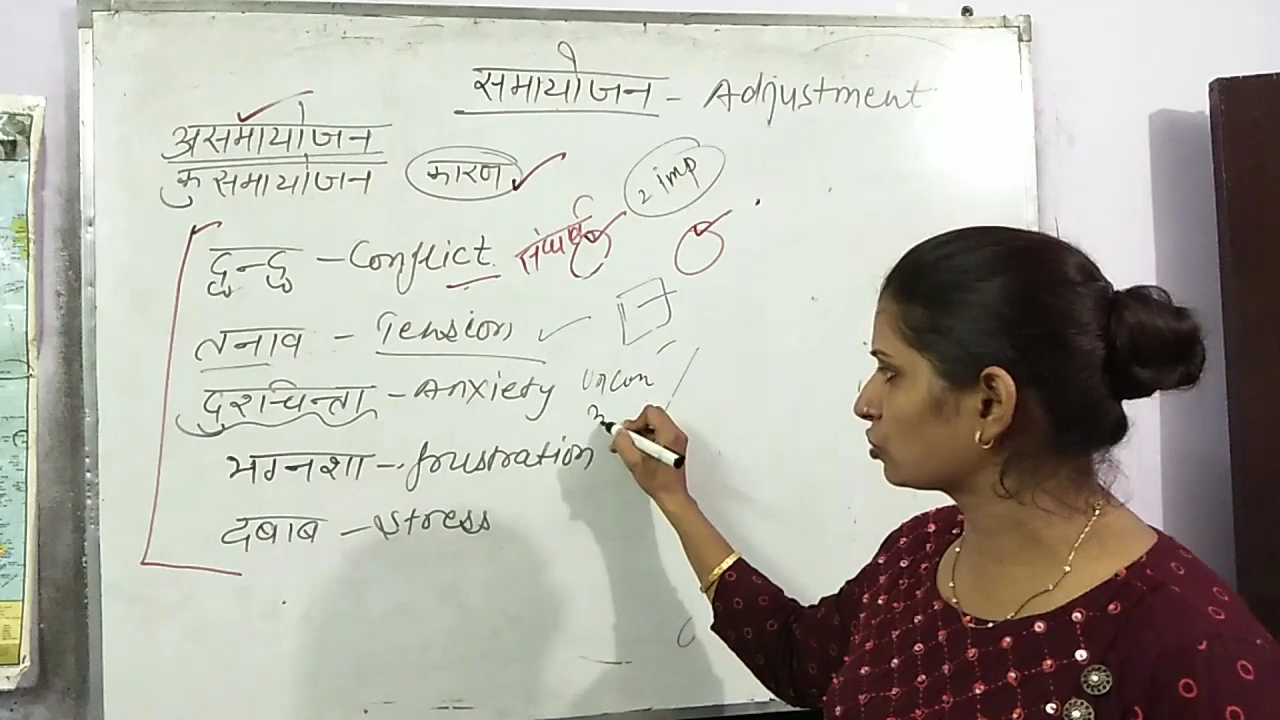 समायोजन - Adjustment
असमायोजन
कुसमायोजन कारण 2 imp
द्वन्द्व - Conflict संघर्ष
तनाव - Tension
दुश्चिन्ता - Anxiety Uncon
भग्नशा - frustration
दबाब - Stress